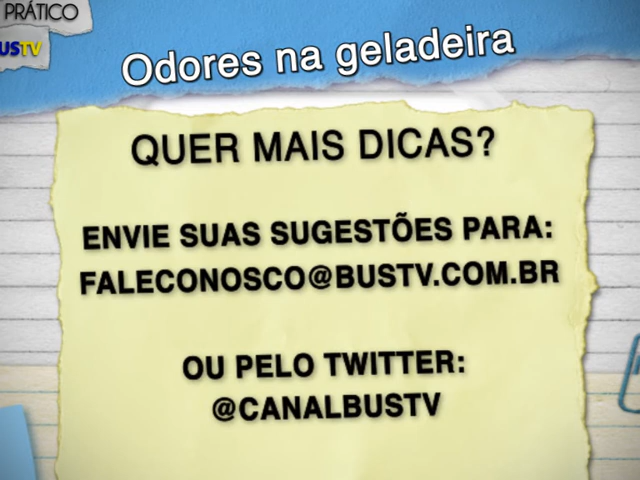 PRÁTICO
USTV
Odores na geladeira
QUER MAIS DICAS?
ENVIE SUAS SUGESTÕES PARA:
FALECONOSCO@BUSTV.COM.BR
OU PELO TWITTER:
@CANALBUSTV